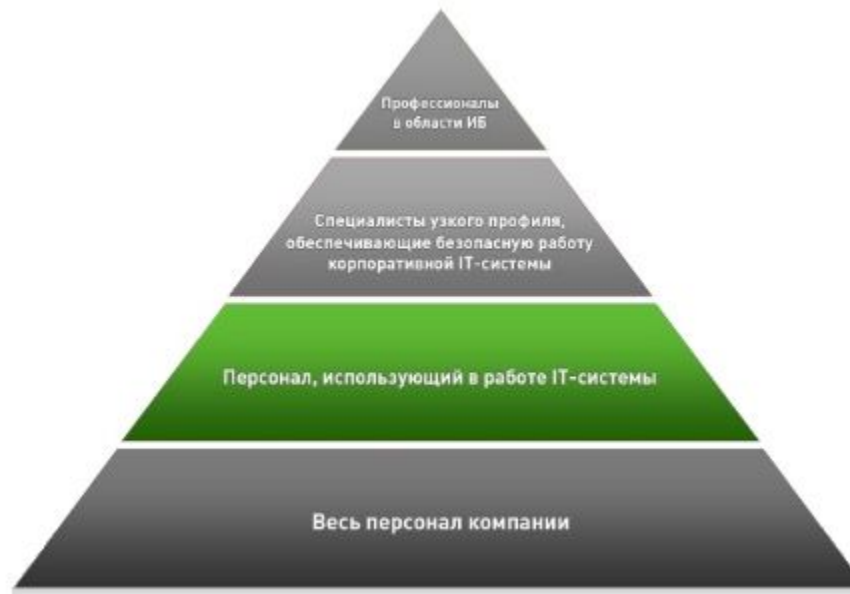 Профессионалы
в области ИБ
Специалисты узкого профиля,
обеспечивающие безопасную работу
корпоративной IT-системы
Персонал, использующий в работе IT-системы
Весь персонал компании